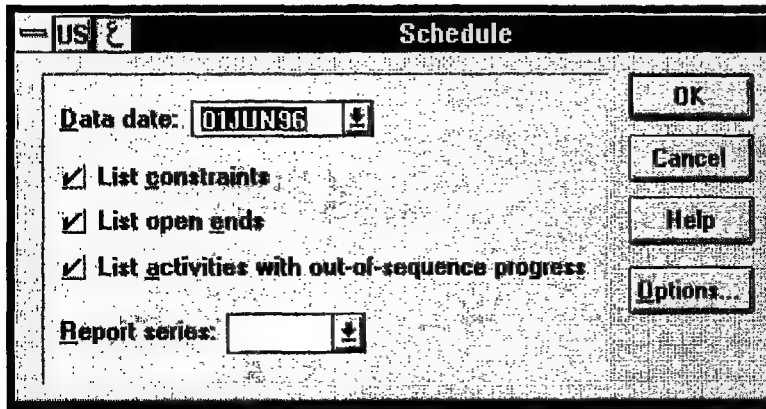 US ع Schedule
Data date: 01JUN96
List constraints
List open ends
List activities with out-of-sequence progress
Report series:
OK
Cancel
Help
Options...